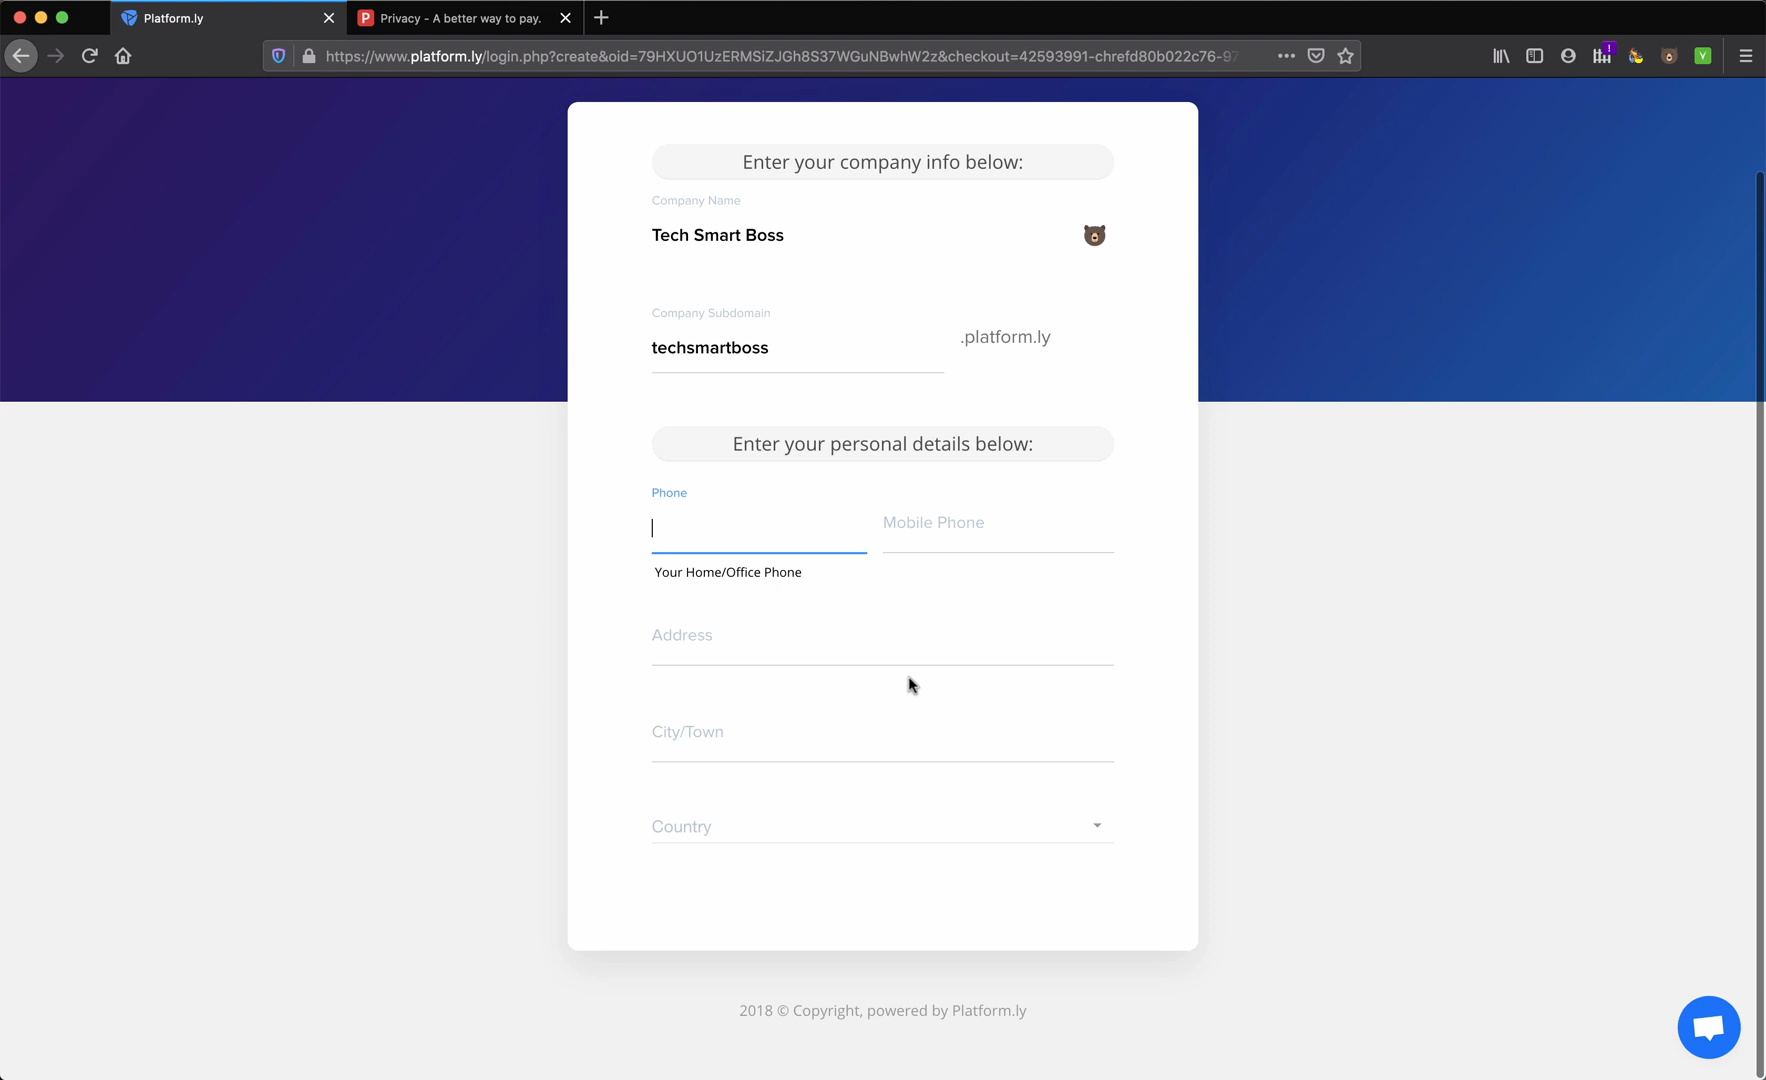 Platform.ly
Privacy - A better way to pay.
https://www.platform.ly/login.php?create&oid=79HXUO1UzERMSiZJGh8S37WGuNBwhW2z&checkout=42593991-chrefd80b022c76-97
Enter your company info below:
Company Name
Tech Smart Boss
Company Subdomain
techsmartboss
.platform.ly
Enter your personal details below:
Phone
Mobile Phone
Your Home/Office Phone
Address
City/Town
Country
2018 © Copyright, powered by Platform.ly